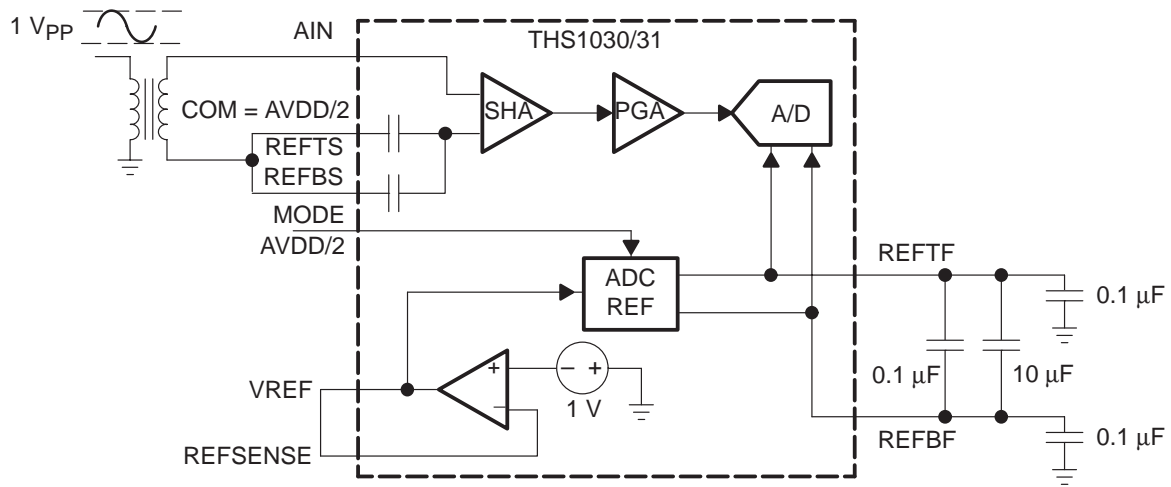 1 VPP
AIN
THS1030/31
SHA
PGA
A/D
COM = AVDD/2
REFTS
REFBS
MODE
AVDD/2
ADC
REF
REFTF
0.1 μF
0.1 μF
10 μF
VREF
+
−
− +
1 V
REFSENSE
REFBF
0.1 μF